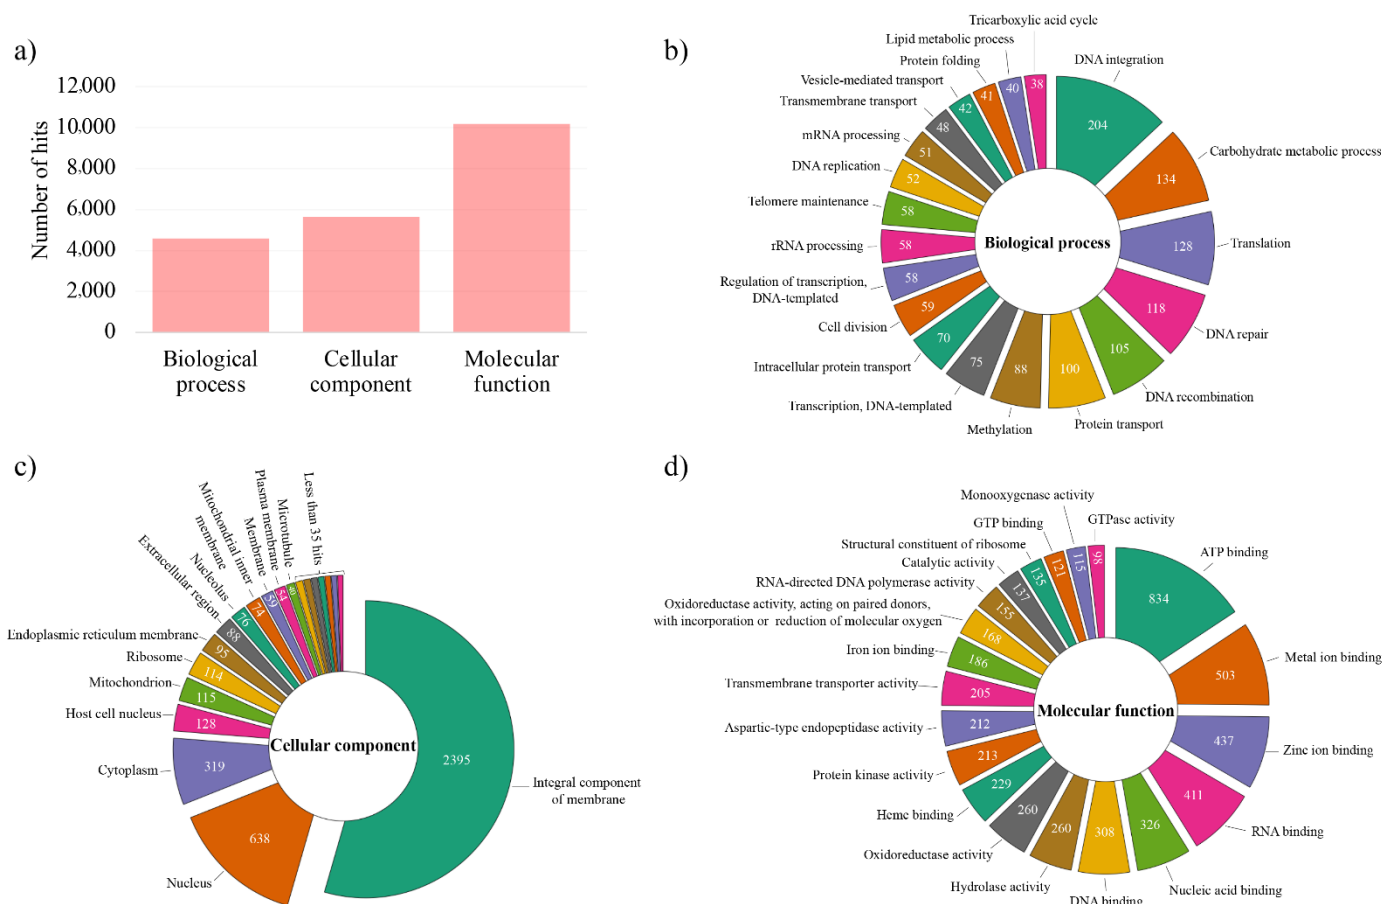 a)
12,000
10,000
8,000
6,000
4,000
2,000
0
Number of hits
Biological
process
Cellular
component
Molecular
function
b)
Tricarboxylic acid cycle
Lipid metabolic process
Protein folding
Vesicle-mediated transport
Transmembrane transport
mRNA processing
DNA replication
Telomere maintenance
rRNA processing
Regulation of transcription,
DNA-templated
Cell division
Intracellular protein transport
Transcription, DNA-templated
Methylation
Protein transport
DNA recombination
DNA repair
Translation
Carbohydrate metabolic process
DNA integration
38
40
41
42
48
51
52
58
58
58
59
70
75
88
100
105
118
128
134
204
Biological process
c)
Less than 35 hits
Microtubule
Plasma membrane
Membrane
Mitochondrial inner
membrane
Nucleolus
Extracellular region
Endoplasmic reticulum membrane
Ribosome
Mitochondrion
Host cell nucleus
Cytoplasm
Nucleus
Integral component
of membrane
54
59
74
76
88
95
114
115
128
319
638
2395
Cellular component
d)
Monooxygenase activity
GTPase activity
GTP binding
Structural constituent of ribosome
Catalytic activity
RNA-directed DNA polymerase activity
Oxidoreductase activity, acting on paired donors,
with incorporation or reduction of molecular oxygen
Iron ion binding
Transmembrane transporter activity
Aspartic-type endopeptidase activity
Protein kinase activity
Heme binding
Oxidoreductase activity
Hydrolase activity
DNA binding
Nucleic acid binding
RNA binding
Zinc ion binding
Metal ion binding
ATP binding
98
115
121
135
137
155
168
186
205
212
213
229
260
260
308
326
411
437
503
834
Molecular function